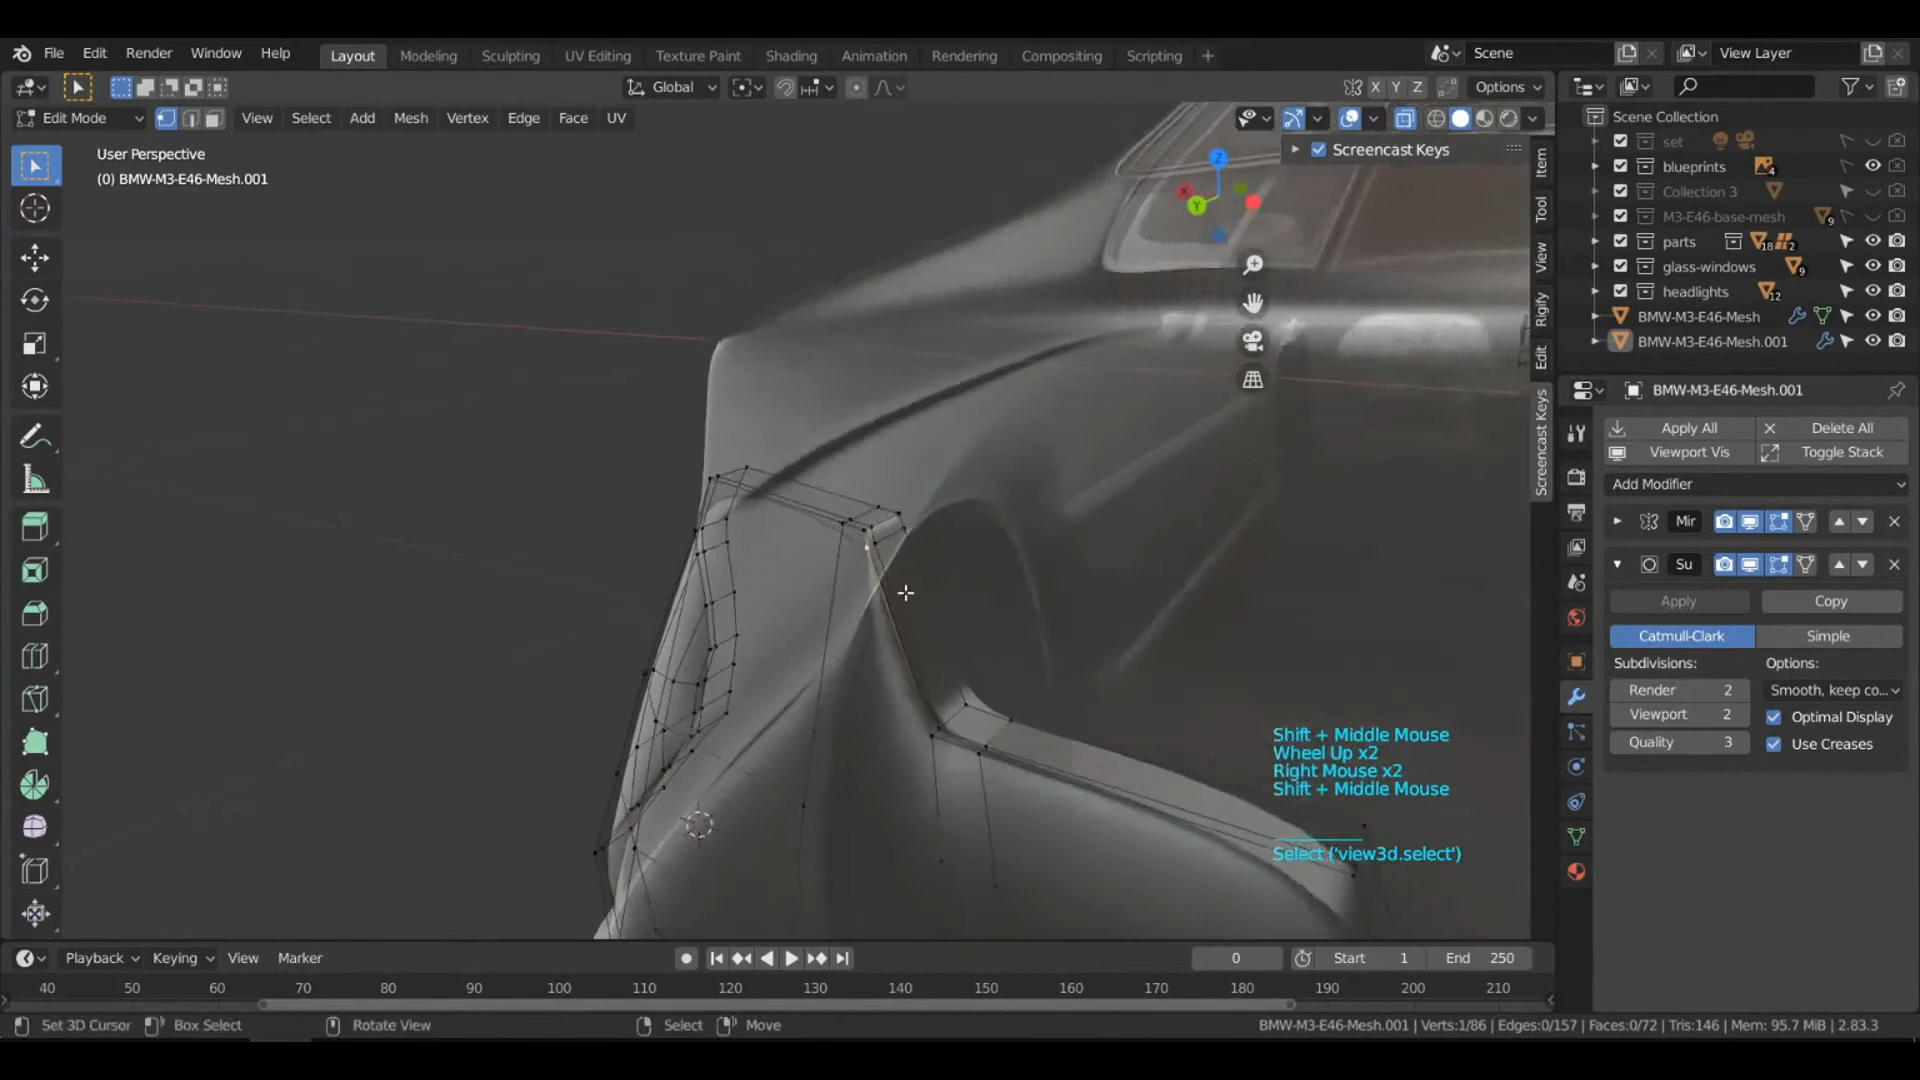 File Edit Render Window Help Layout Modeling Sculpting UV Editing Texture Paint Shading Animation Rendering Compositing Scripting + Scene View Layer
Global X Y Z Options
Edit Mode View Select Add Mesh Vertex Edge Face UV
User Perspective
(0) BMW-M3-E46-Mesh.001
Screencast Keys
Z
X
Y
Item
Tool
View
Rigify
Edit
Screencast Keys
Shift + Middle Mouse
Wheel Up x2
Right Mouse x2
Shift + Middle Mouse
Select ('view3d.select')
Scene Collection
set
blueprints 4
Collection 3
M3-E46-base-mesh 9
parts 18 2
glass-windows 9
headlights 12
BMW-M3-E46-Mesh
BMW-M3-E46-Mesh.001
BMW-M3-E46-Mesh.001
Apply All Delete All
Viewport Vis Toggle Stack
Add Modifier
Mir
Su
Apply Copy
Catmull-Clark Simple
Subdivisions: Options:
Render 2 Smooth, keep co...
Viewport 2 Optimal Display
Quality 3 Use Creases
Playback Keying View Marker 0 Start 1 End 250
40 50 60 70 80 90 100 110 120 130 140 150 160 170 180 190 200 210
Set 3D Cursor Box Select Rotate View Select Move BMW-M3-E46-Mesh.001 | Verts:1/86 | Edges:0/157 | Faces:0/72 | Tris:146 | Mem: 95.7 MiB | 2.83.3